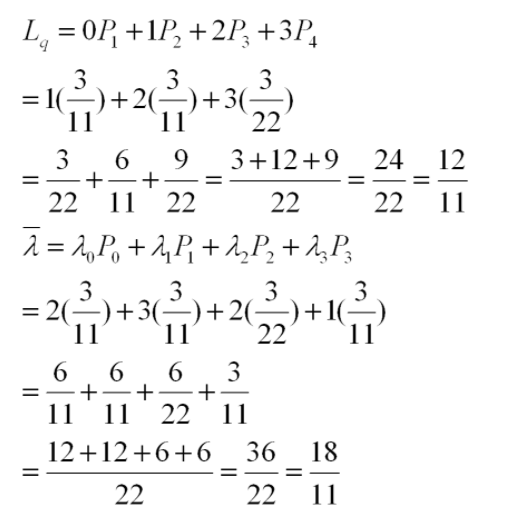 L_q = 0P_1 + 1P_2 + 2P_3 + 3P_4
= 1(3/11) + 2(3/11) + 3(3/22)
= 3/22 + 6/11 + 9/22 = (3+12+9)/22 = 24/22 = 12/11
λ̄ = λ_0P_0 + λ_1P_1 + λ_2P_2 + λ_3P_3
= 2(3/11) + 3(3/11) + 2(3/22) + 1(3/11)
= 6/11 + 6/11 + 6/22 + 3/11
= (12+12+6+6)/22 = 36/22 = 18/11